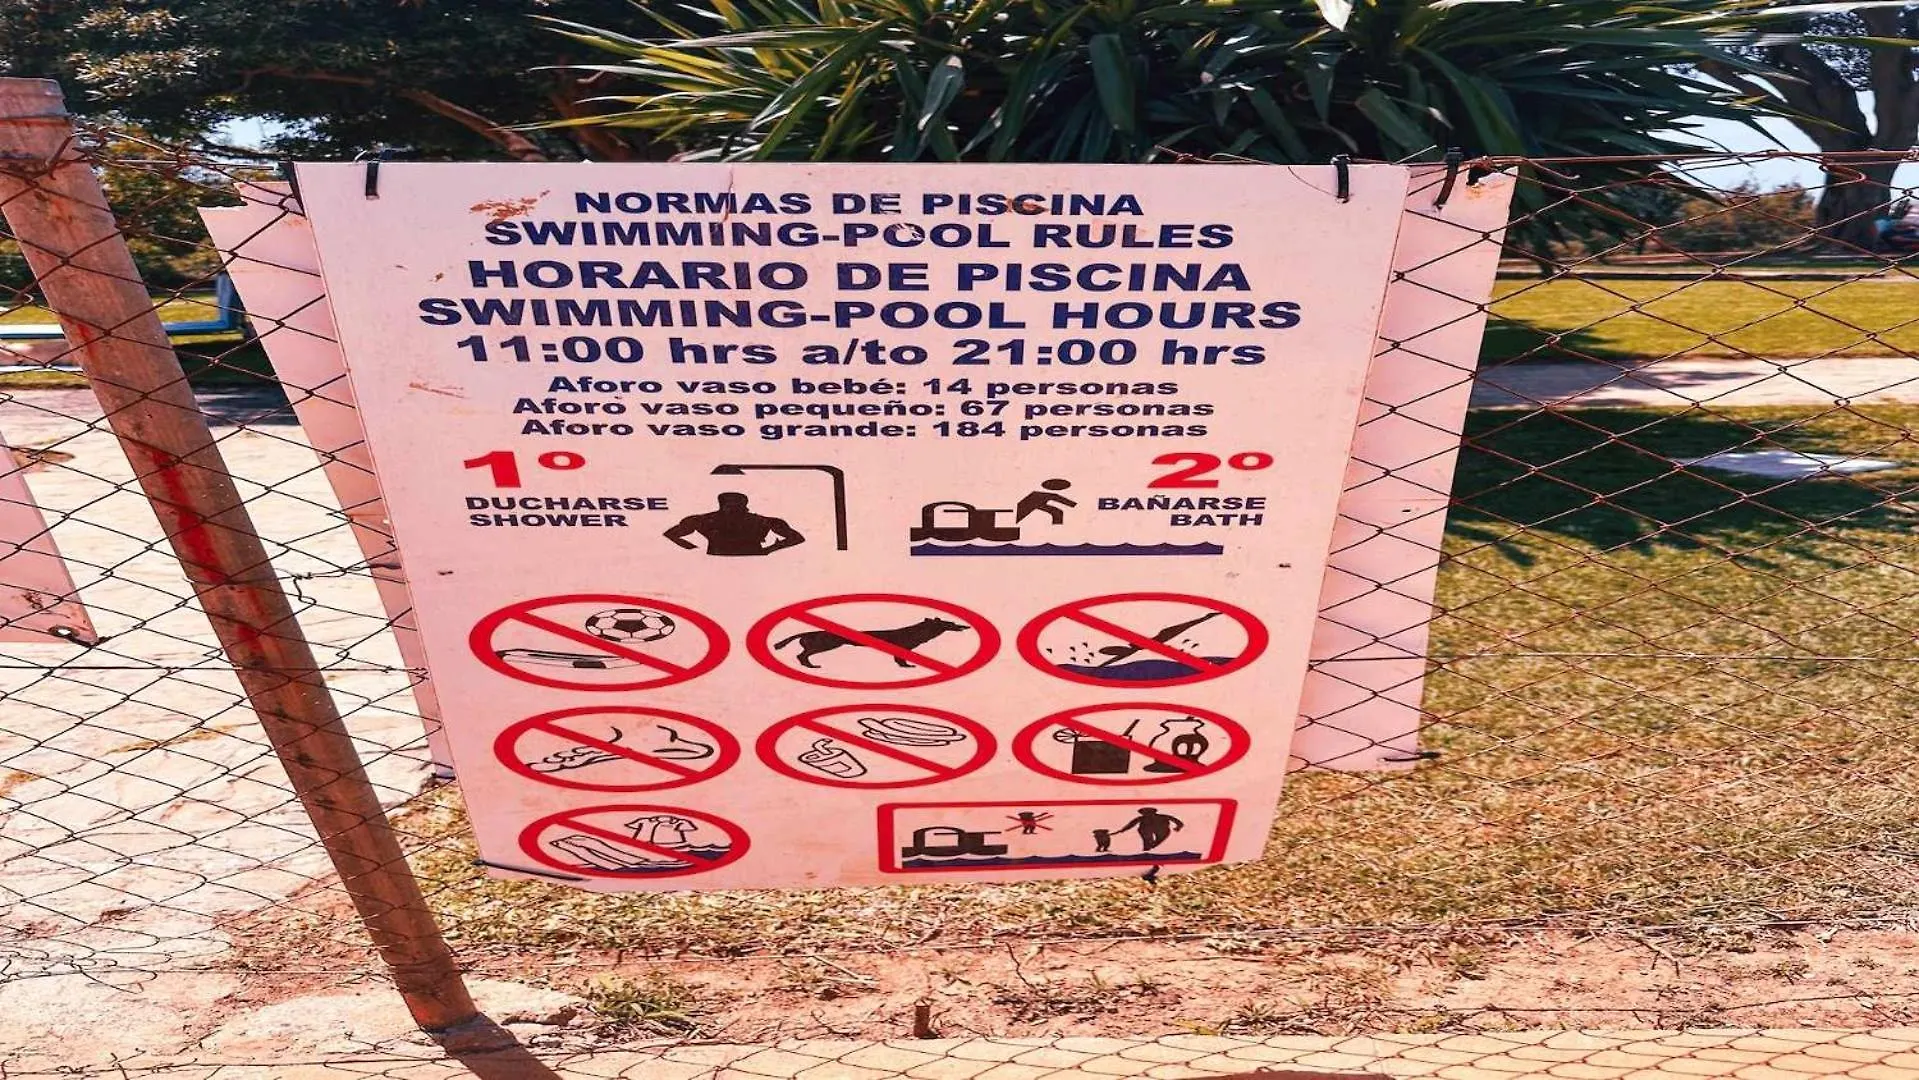 NORMAS DE PISCINA
SWIMMING-POOL RULES
HORARIO DE PISCINA
SWIMMING-POOL HOURS
11:00 hrs a/to 21:00 hrs
Aforo vaso bebé: 14 personas
Aforo vaso pequeño: 67 personas
Aforo vaso grande: 184 personas
1º
DUCHARSE
SHOWER
2º
BAÑARSE
BATH